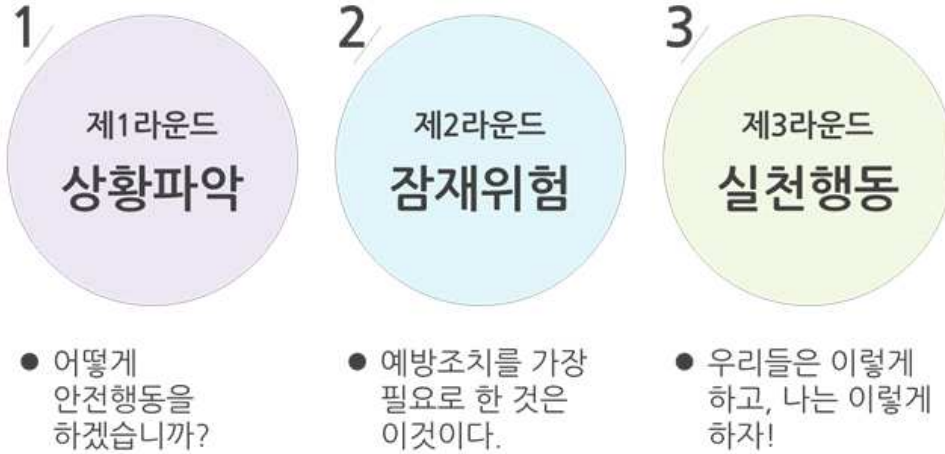 1
제1라운드
상황파악
● 어떻게
안전행동을
하겠습니까?
2
제2라운드
잠재위험
● 예방조치를 가장
필요로 한 것은
이것이다.
3
제3라운드
실천행동
● 우리들은 이렇게
하고, 나는 이렇게
하자!